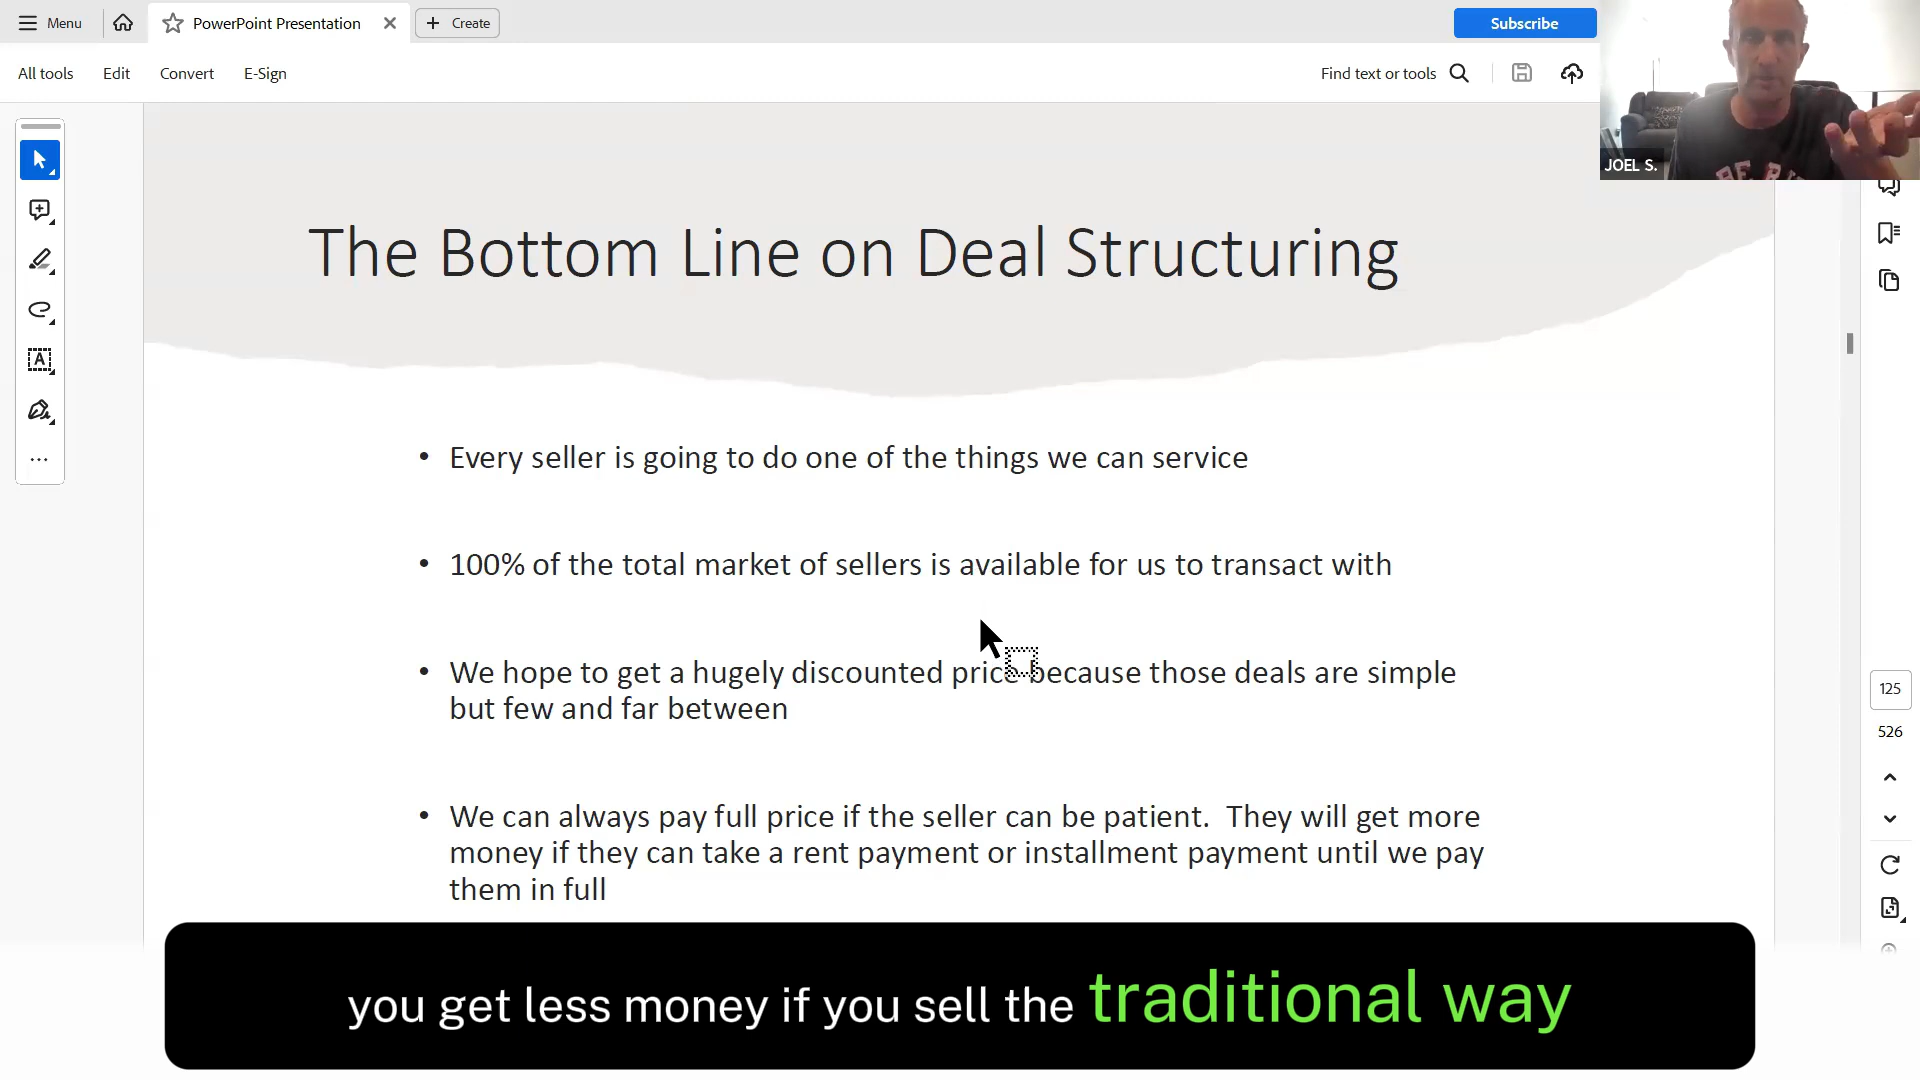 Menu
PowerPoint Presentation
Create
Subscribe
All tools
Edit
Convert
E-Sign
Find text or tools
JOEL S.
The Bottom Line on Deal Structuring
• Every seller is going to do one of the things we can service
• 100% of the total market of sellers is available for us to transact with
• We hope to get a hugely discounted price because those deals are simple
but few and far between
• We can always pay full price if the seller can be patient. They will get more
money if they can take a rent payment or installment payment until we pay
them in full
125
526
you get less money if you sell the traditional way